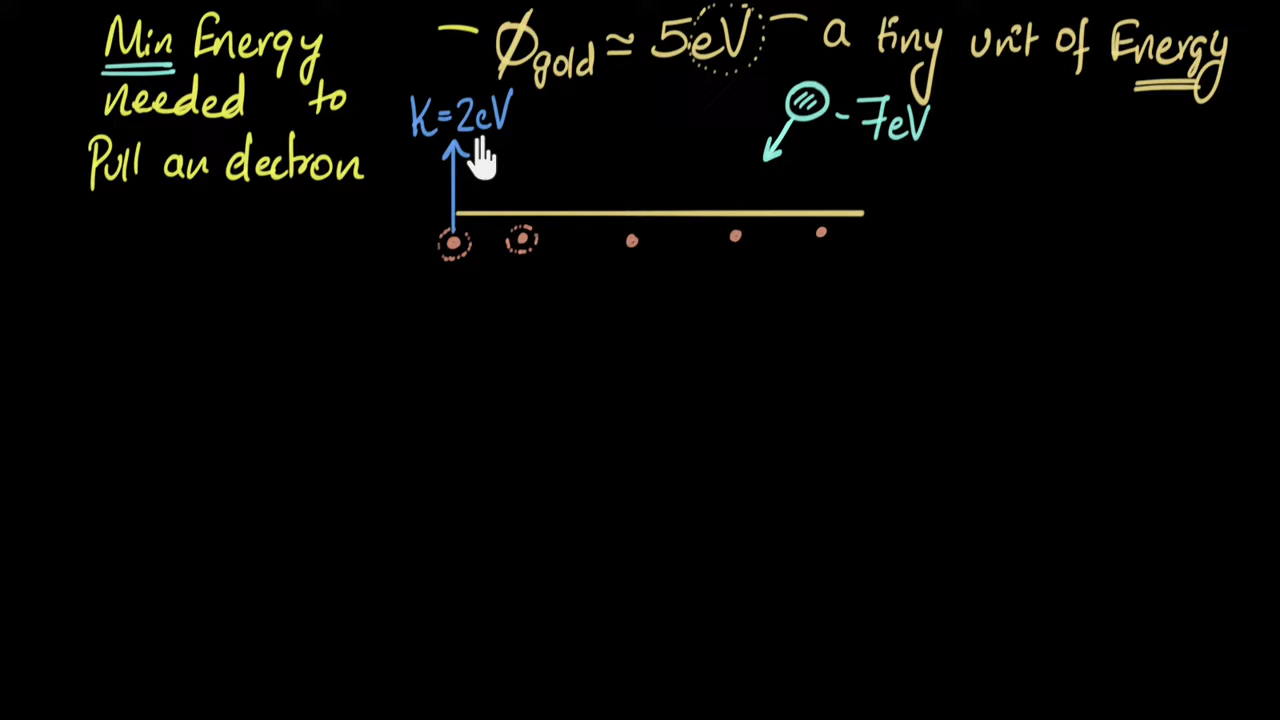 Min Energy
needed to
Pull an electron
— ϕgold ≃ 5eV — a tiny unit of Energy
K=2eV
- 7eV